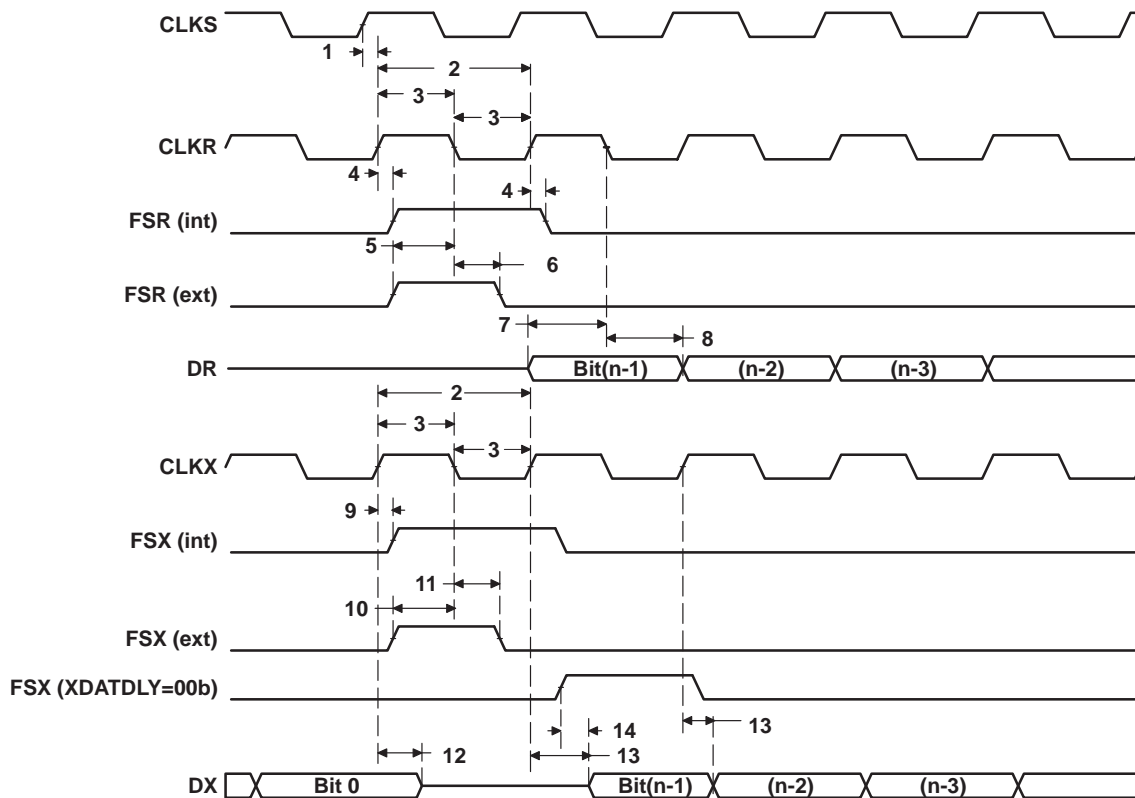 CLKS
1
2
3
3
CLKR
4
4
FSR (int)
5
6
FSR (ext)
7
8
DR Bit(n-1) (n-2) (n-3)
2
3
3
CLKX
9
FSX (int)
11
10
FSX (ext)
FSX (XDATDLY=00b)
14
13
12
13
DX Bit 0 Bit(n-1) (n-2) (n-3)